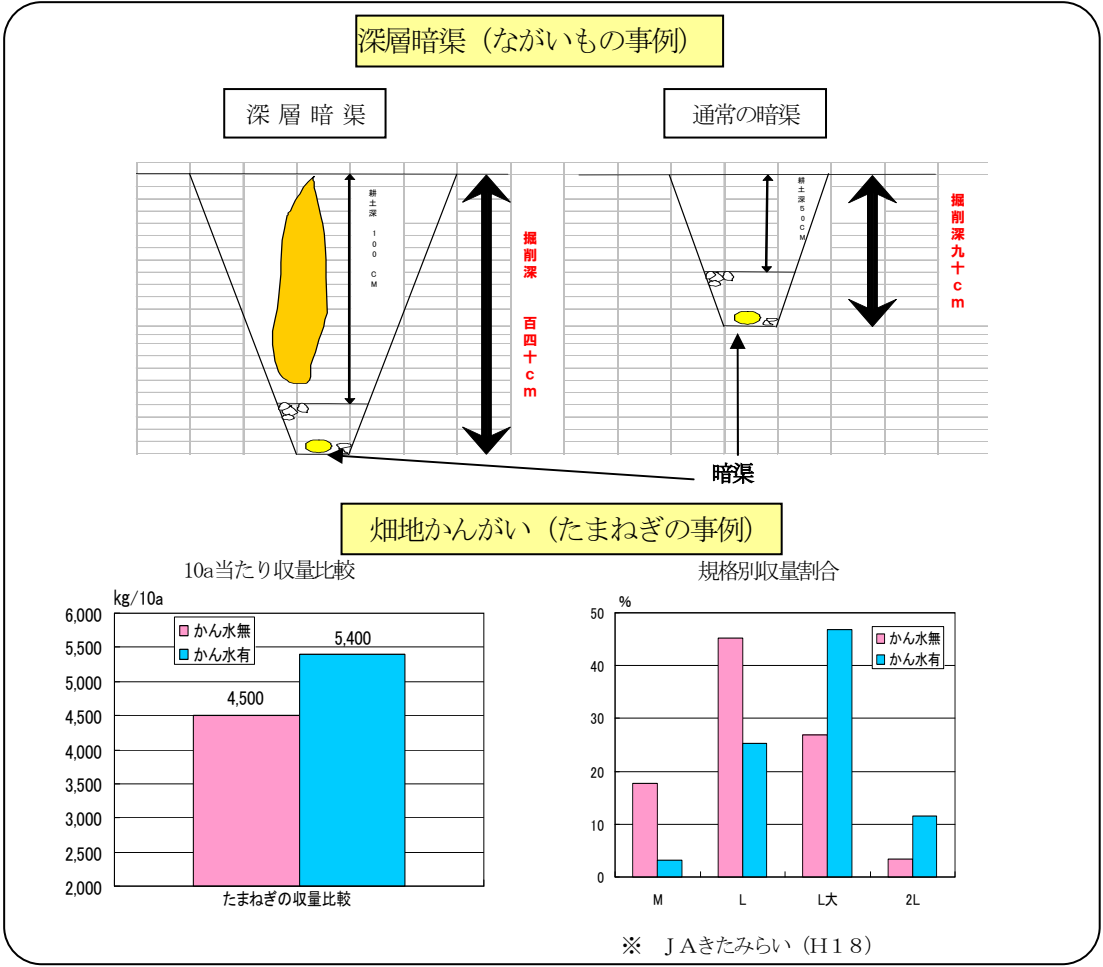 深層暗渠（ながいもの事例）
深 層 暗 渠
通常の暗渠
耕土深 １００ ＣＭ
掘削深 百四十ｃｍ
耕土深５０ＣＭ
掘削深九十ｃｍ
暗渠
畑地かんがい（たまねぎの事例）
10a当たり収量比較
kg/10a
6,000
5,500
5,000
4,500
4,000
3,500
3,000
2,500
2,000
かん水無
かん水有
4,500
5,400
たまねぎの収量比較
規格別収量割合
%
50
40
30
20
10
0
かん水無
かん水有
M L L大 2L
※ ＪＡきたみらい（Ｈ１８）